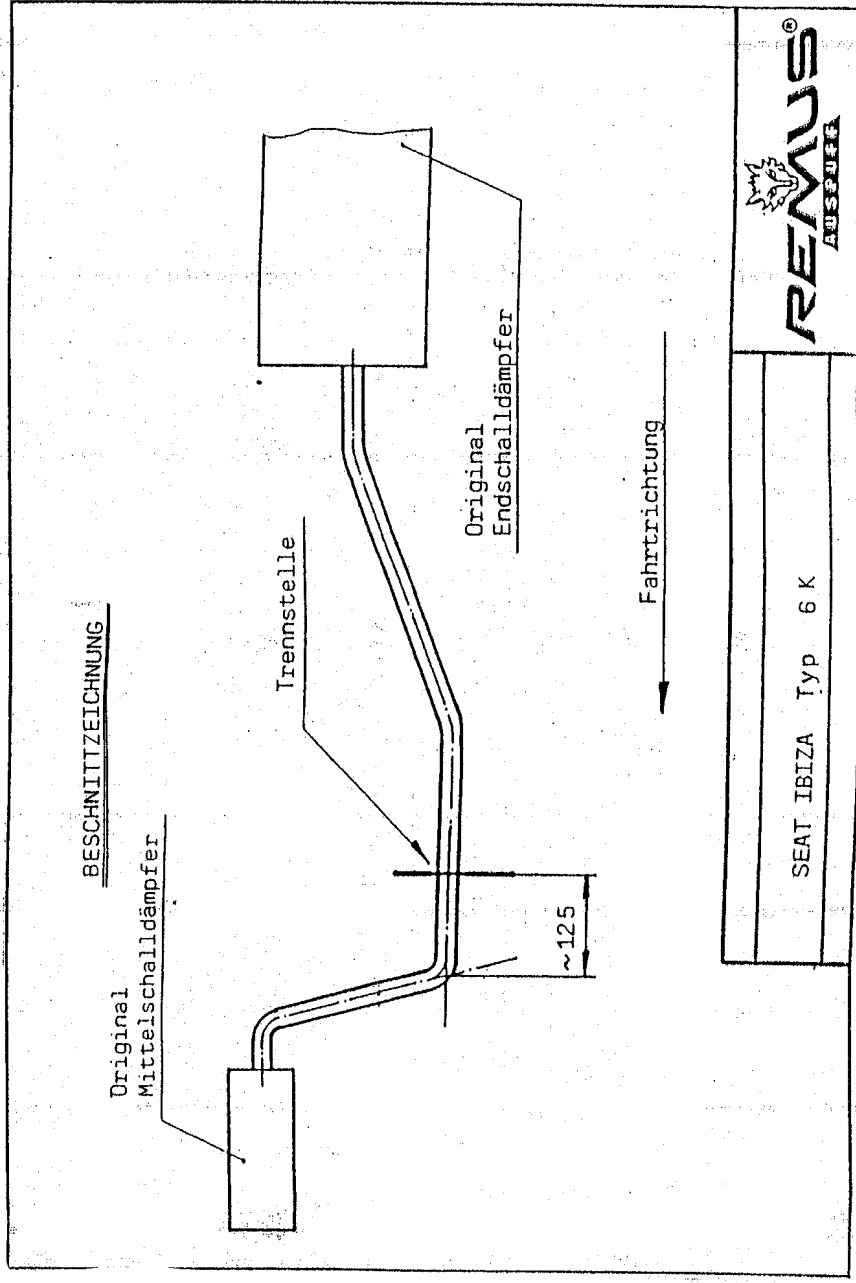 BESCHNITTZEICHNUNG
Original
Mittelschalldämpfer
Trennstelle
Original
Endschalldämpfer
~125
Fahrtrichtung
SEAT IBIZA Typ 6 K
REMUS®
AUSPUFF